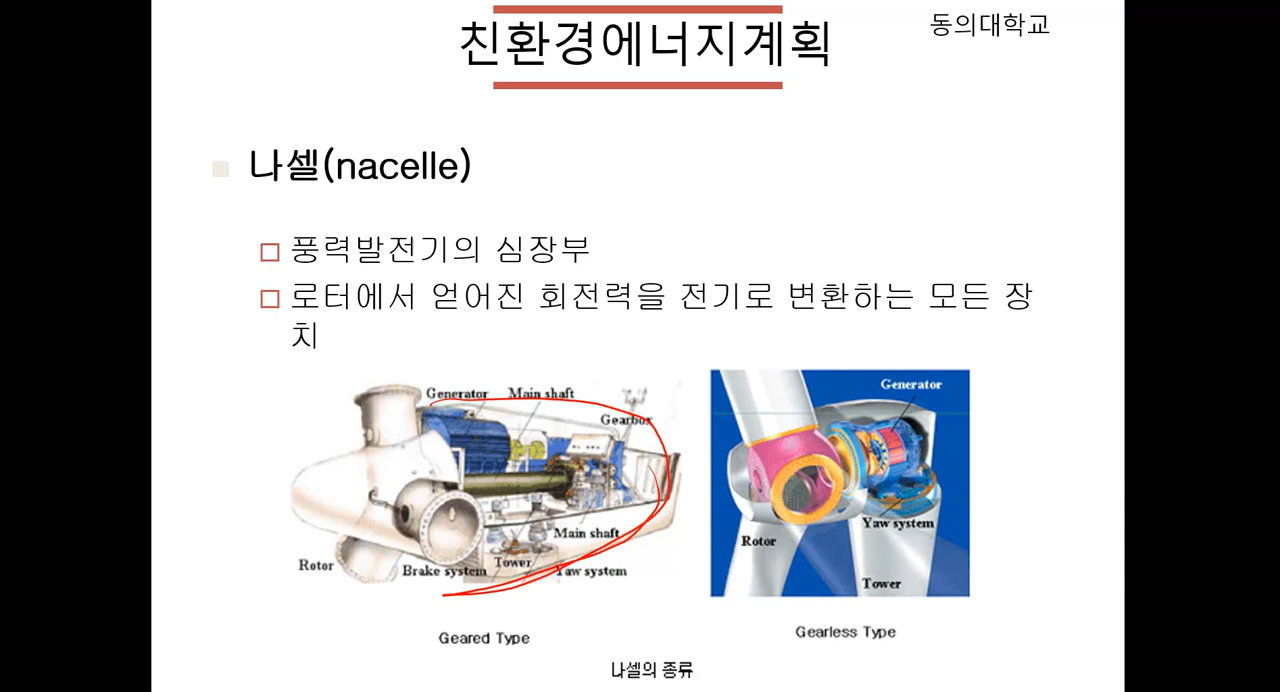 친환경에너지계획
동의대학교
나셀(nacelle)
풍력발전기의 심장부
로터에서 얻어진 회전력을 전기로 변환하는 모든 장
치
Generator Main shaft
Gearbox
Main shaft
Rotor Brake system Tower Yaw system
Geared Type
Generator
Yaw system
Rotor
Tower
Gearless Type
나셀의 종류